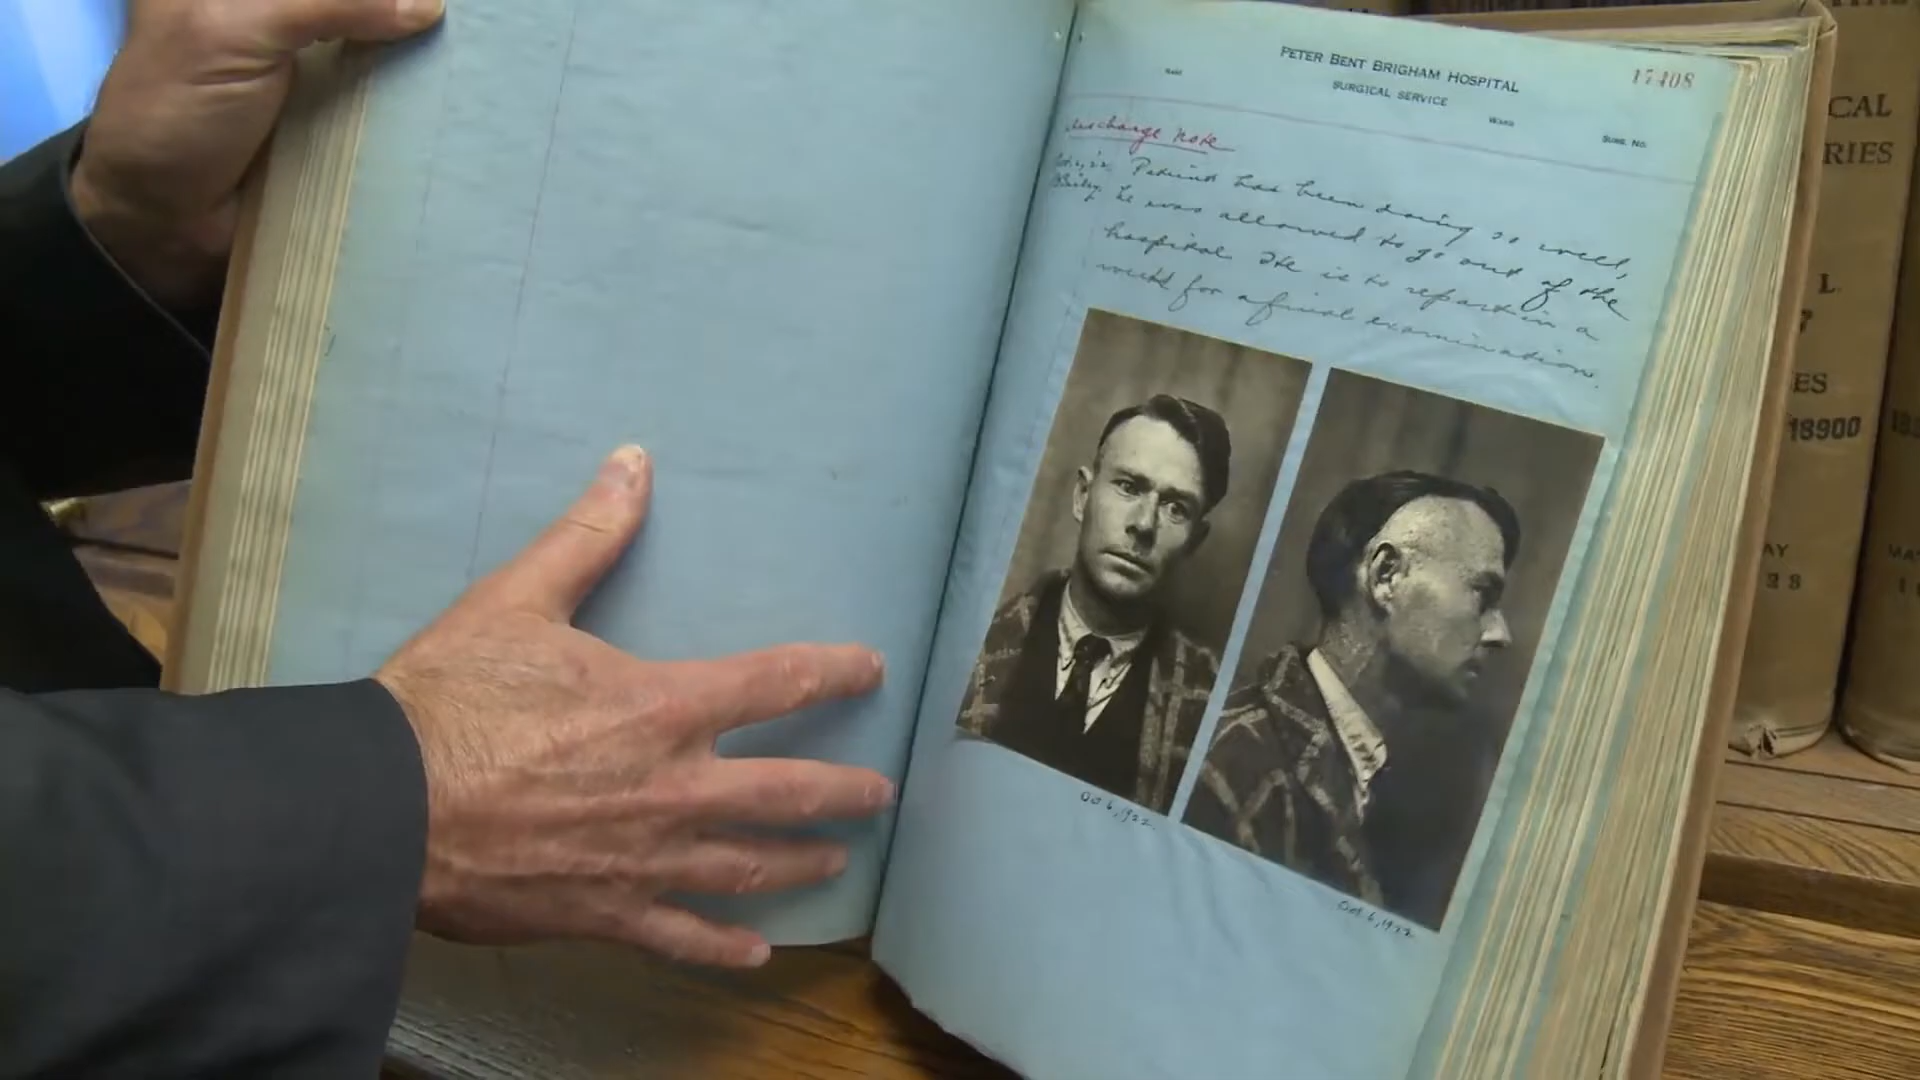 PETER BENT BRIGHAM HOSPITAL
17408
SURGICAL SERVICE
WARD
SURG. NO.
Discharge Note
Patient has been doing so well,
Bailey. he was allowed to go out of the
hospital He is to report in a
week for a final examination.
Oct 6, 1922.
Oct 6, 1922
CAL
RIES
L
ES
18900
AY
28
MA